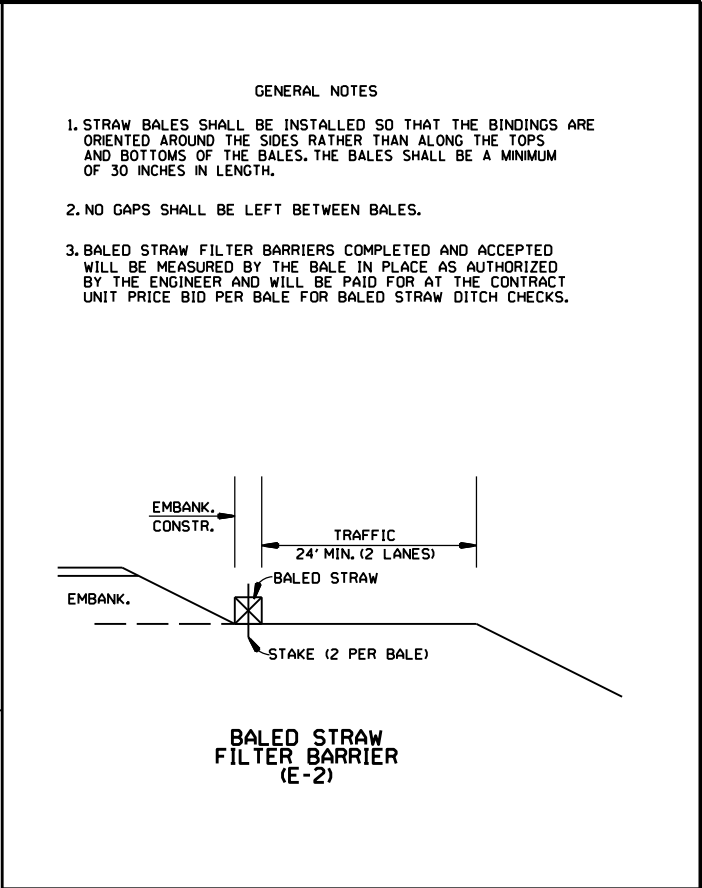 GENERAL NOTES
1. STRAW BALES SHALL BE INSTALLED SO THAT THE BINDINGS ARE
ORIENTED AROUND THE SIDES RATHER THAN ALONG THE TOPS
AND BOTTOMS OF THE BALES. THE BALES SHALL BE A MINIMUM
OF 30 INCHES IN LENGTH.
2. NO GAPS SHALL BE LEFT BETWEEN BALES.
3. BALED STRAW FILTER BARRIERS COMPLETED AND ACCEPTED
WILL BE MEASURED BY THE BALE IN PLACE AS AUTHORIZED
BY THE ENGINEER AND WILL BE PAID FOR AT THE CONTRACT
UNIT PRICE BID PER BALE FOR BALED STRAW DITCH CHECKS.
EMBANK.
CONSTR.
TRAFFIC
24' MIN. (2 LANES)
BALED STRAW
EMBANK.
STAKE (2 PER BALE)
BALED STRAW
FILTER BARRIER
(E-2)